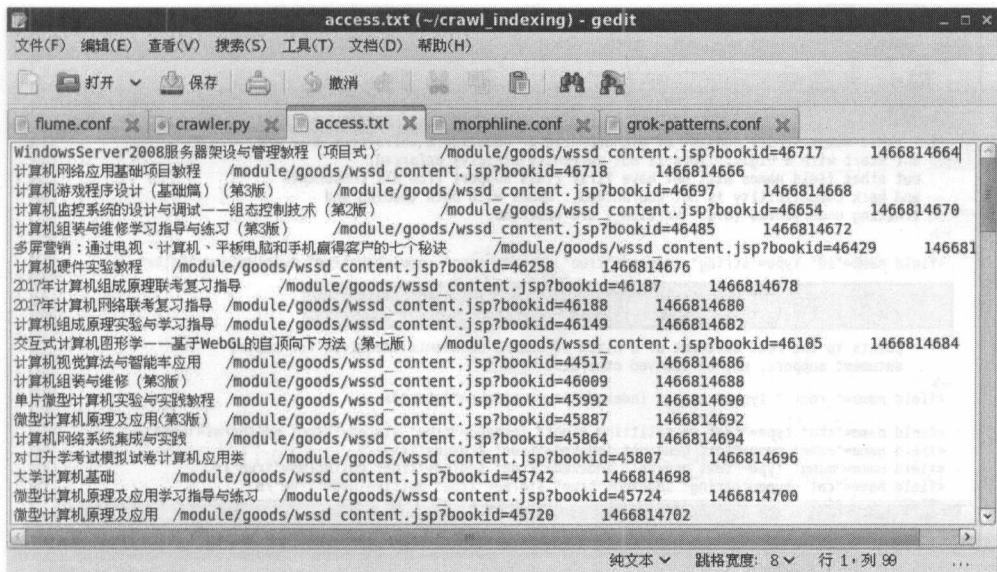 access.txt (~/crawl_indexing) - gedit
文件(F) 编辑(E) 查看(V) 搜索(S) 工具(T) 文档(D) 帮助(H)
打开 保存 撤消
flume.conf crawler.py access.txt morphline.conf grok-patterns.conf
WindowsServer2008服务器架设与管理教程（项目式） /module/goods/wssd_content.jsp?bookid=46717 1466814664
计算机网络应用基础项目教程 /module/goods/wssd_content.jsp?bookid=46718 1466814666
计算机游戏程序设计（基础篇）（第3版） /module/goods/wssd_content.jsp?bookid=46697 1466814668
计算机监控系统的设计与调试——组态控制技术（第2版） /module/goods/wssd_content.jsp?bookid=46654 1466814670
计算机组装与维修学习指导与练习（第3版） /module/goods/wssd_content.jsp?bookid=46485 1466814672
多屏营销：通过电视、计算机、平板电脑和手机赢得客户的七个秘诀 /module/goods/wssd_content.jsp?bookid=46429 146681
计算机硬件实验教程 /module/goods/wssd_content.jsp?bookid=46258 1466814676
2017年计算机组成原理联考复习指导 /module/goods/wssd_content.jsp?bookid=46187 1466814678
2017年计算机网络联考复习指导 /module/goods/wssd_content.jsp?bookid=46188 1466814680
计算机组成原理实验与学习指导 /module/goods/wssd_content.jsp?bookid=46149 1466814682
交互式计算机图形学——基于WebGL的自顶向下方法（第七版） /module/goods/wssd_content.jsp?bookid=46105 1466814684
计算机视觉算法与智能车应用 /module/goods/wssd_content.jsp?bookid=44517 1466814686
计算机组装与维修（第3版） /module/goods/wssd_content.jsp?bookid=46009 1466814688
单片微型计算机实验与实践教程 /module/goods/wssd_content.jsp?bookid=45992 1466814690
微型计算机原理及应用(第3版) /module/goods/wssd_content.jsp?bookid=45887 1466814692
计算机网络系统集成与实践 /module/goods/wssd_content.jsp?bookid=45864 1466814694
对口升学考试模拟试卷计算机应用类 /module/goods/wssd_content.jsp?bookid=45807 1466814696
大学计算机基础 /module/goods/wssd_content.jsp?bookid=45742 1466814698
微型计算机原理及应用学习指导与练习 /module/goods/wssd_content.jsp?bookid=45724 1466814700
微型计算机原理及应用 /module/goods/wssd content.jsp?bookid=45720 1466814702
纯文本 跳格宽度: 8 行 1, 列 99 ...